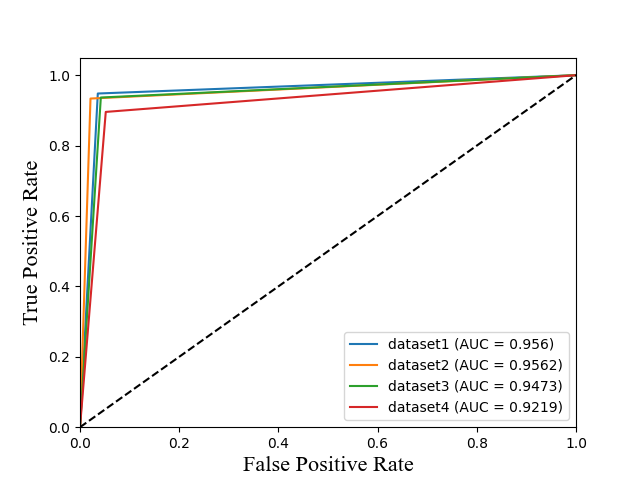 1.0
0.8
0.6
0.4
0.2
0.0
0.0 0.2 0.4 0.6 0.8 1.0
True Positive Rate
False Positive Rate
dataset1 (AUC = 0.956)
dataset2 (AUC = 0.9562)
dataset3 (AUC = 0.9473)
dataset4 (AUC = 0.9219)